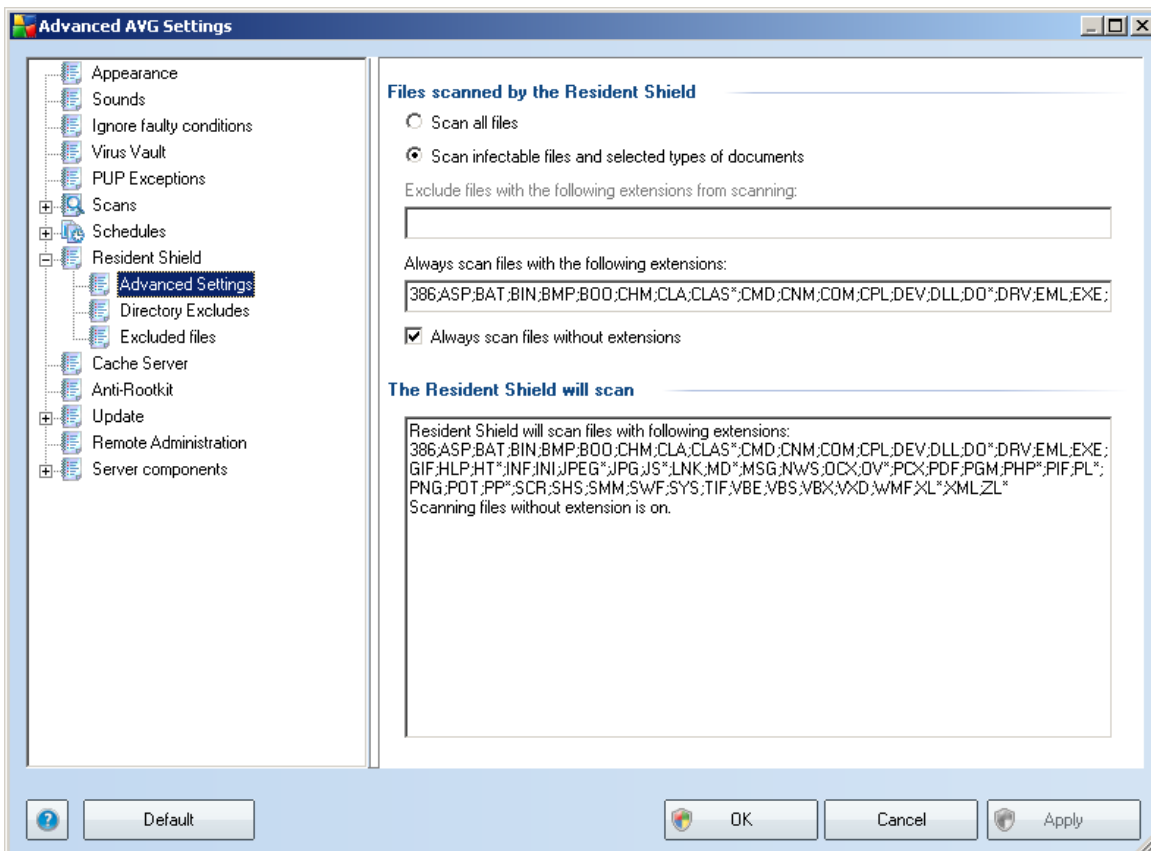 Advanced AVG Settings
Appearance
Sounds
Ignore faulty conditions
Virus Vault
PUP Exceptions
Scans
Schedules
Resident Shield
Advanced Settings
Directory Excludes
Excluded files
Cache Server
Anti-Rootkit
Update
Remote Administration
Server components
Files scanned by the Resident Shield
Scan all files
Scan infectable files and selected types of documents
Exclude files with the following extensions from scanning:
Always scan files with the following extensions:
386;ASP;BAT;BIN;BMP;BOO;CHM;CLA;CLAS*;CMD;CNM;COM;CPL;DEV;DLL;DO*;DRV;EML;EXE;
Always scan files without extensions
The Resident Shield will scan
Resident Shield will scan files with following extensions:
386;ASP;BAT;BIN;BMP;BOO;CHM;CLA;CLAS*;CMD;CNM;COM;CPL;DEV;DLL;DO*;DRV;EML;EXE;
GIF;HLP;HT*;INF;INI;JPEG*;JPG;JS*;LNK;MD*;MSG;NWS;OCX;OV*;PCX;PDF;PGM;PHP*;PIF;PL*;
PNG;POT;PP*;SCR;SHS;SMM;SWF;SYS;TIF;VBE;VBS;VBX;VXD;WMF;XL*;XML;ZL*
Scanning files without extension is on.
?
Default
OK
Cancel
Apply